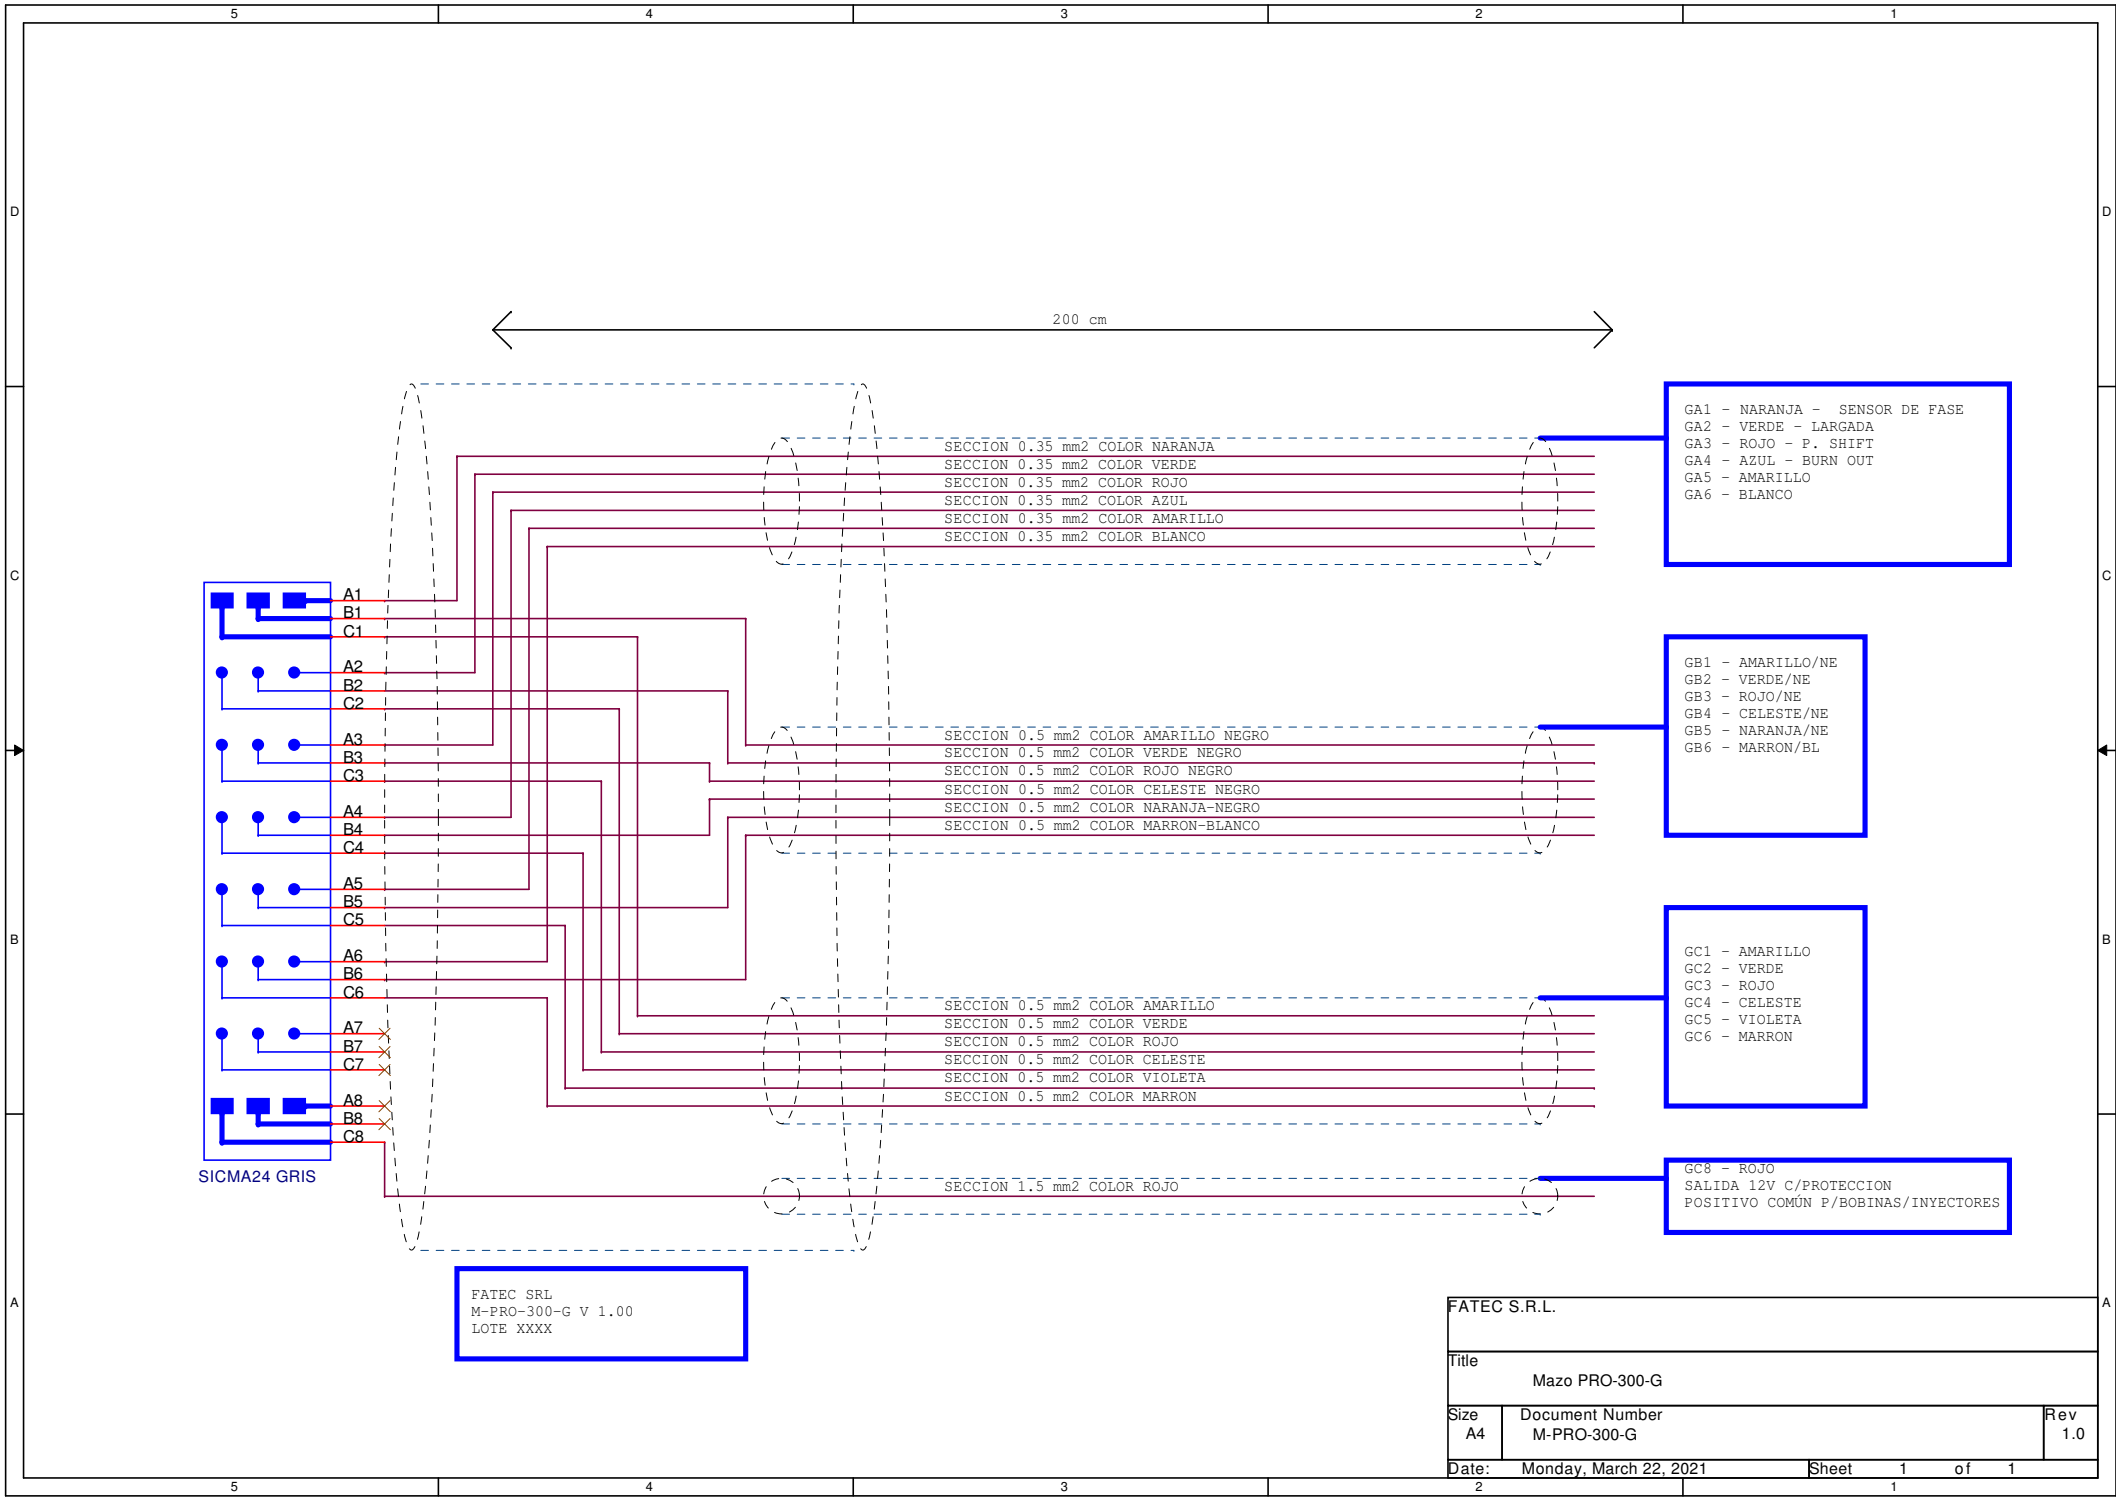 5 4 3 2 1
D D
200 cm
GA1 - NARANJA - SENSOR DE FASE
GA2 - VERDE - LARGADA
GA3 - ROJO - P. SHIFT
GA4 - AZUL - BURN OUT
GA5 - AMARILLO
GA6 - BLANCO
SECCION 0.35 mm2 COLOR NARANJA
SECCION 0.35 mm2 COLOR VERDE
SECCION 0.35 mm2 COLOR ROJO
SECCION 0.35 mm2 COLOR AZUL
SECCION 0.35 mm2 COLOR AMARILLO
SECCION 0.35 mm2 COLOR BLANCO
C C
A1
B1
C1
A2
B2
C2
A3
B3
C3
A4
B4
C4
A5
B5
C5
A6
B6
C6
A7
B7
C7
A8
B8
C8
SICMA24 GRIS
GB1 - AMARILLO/NE
GB2 - VERDE/NE
GB3 - ROJO/NE
GB4 - CELESTE/NE
GB5 - NARANJA/NE
GB6 - MARRON/BL
SECCION 0.5 mm2 COLOR AMARILLO NEGRO
SECCION 0.5 mm2 COLOR VERDE NEGRO
SECCION 0.5 mm2 COLOR ROJO NEGRO
SECCION 0.5 mm2 COLOR CELESTE NEGRO
SECCION 0.5 mm2 COLOR NARANJA-NEGRO
SECCION 0.5 mm2 COLOR MARRON-BLANCO
B B
GC1 - AMARILLO
GC2 - VERDE
GC3 - ROJO
GC4 - CELESTE
GC5 - VIOLETA
GC6 - MARRON
SECCION 0.5 mm2 COLOR AMARILLO
SECCION 0.5 mm2 COLOR VERDE
SECCION 0.5 mm2 COLOR ROJO
SECCION 0.5 mm2 COLOR CELESTE
SECCION 0.5 mm2 COLOR VIOLETA
SECCION 0.5 mm2 COLOR MARRON
GC8 - ROJO
SALIDA 12V C/PROTECCION
POSITIVO COMÚN P/BOBINAS/INYECTORES
SECCION 1.5 mm2 COLOR ROJO
A A
FATEC SRL
M-PRO-300-G V 1.00
LOTE XXXX
FATEC S.R.L.
Title
Mazo PRO-300-G
Size Document Number Rev
A4 M-PRO-300-G 1.0
Date: Monday, March 22, 2021 Sheet 1 of 1
5 4 3 2 1